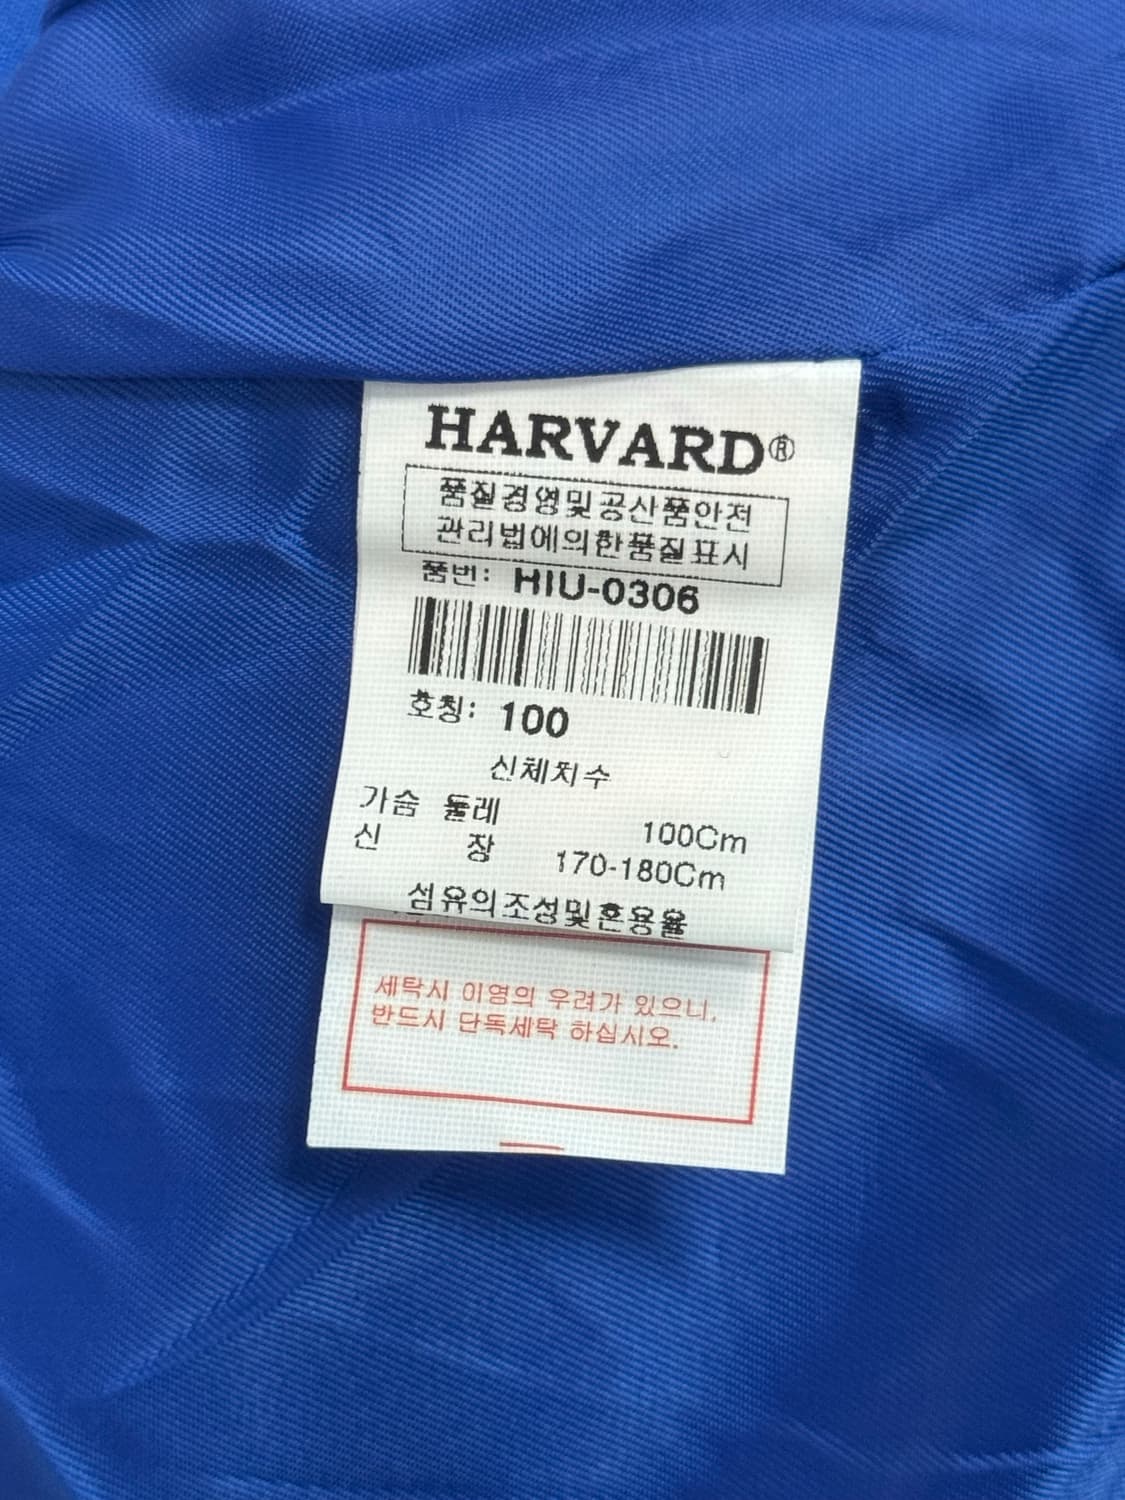 HARVARD®
품질경영및공산품안전
관리법에의한품질표시
품번: HIU-0306
호칭: 100
신체치수
가슴 둘레 100Cm
신 장 170-180Cm
섬유의조성및혼용율
세탁시 이염의 우려가 있으니,
반드시 단독세탁 하십시오.